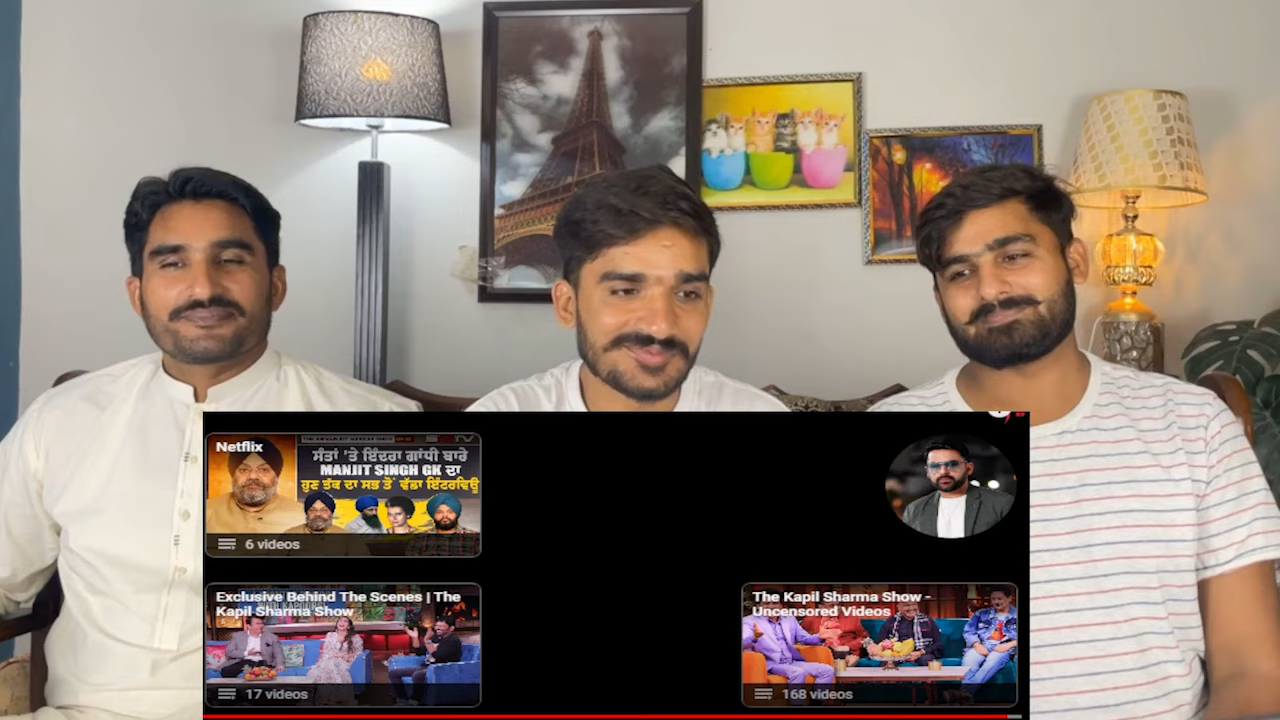 Netflix
ਸੰਤਾਂ 'ਤੇ ਇੰਦਰਾ ਗਾਂਧੀ ਬਾਰੇ
MANJIT SINGH GK ਦਾ
ਹੁਣ ਤੱਕ ਦਾ ਸਭ ਤੋਂ ਵੱਡਾ ਇੰਟਰਵਿਊ
6 videos
Exclusive Behind The Scenes | The
Kapil Sharma Show
17 videos
The Kapil Sharma Show -
Uncensored Videos
168 videos